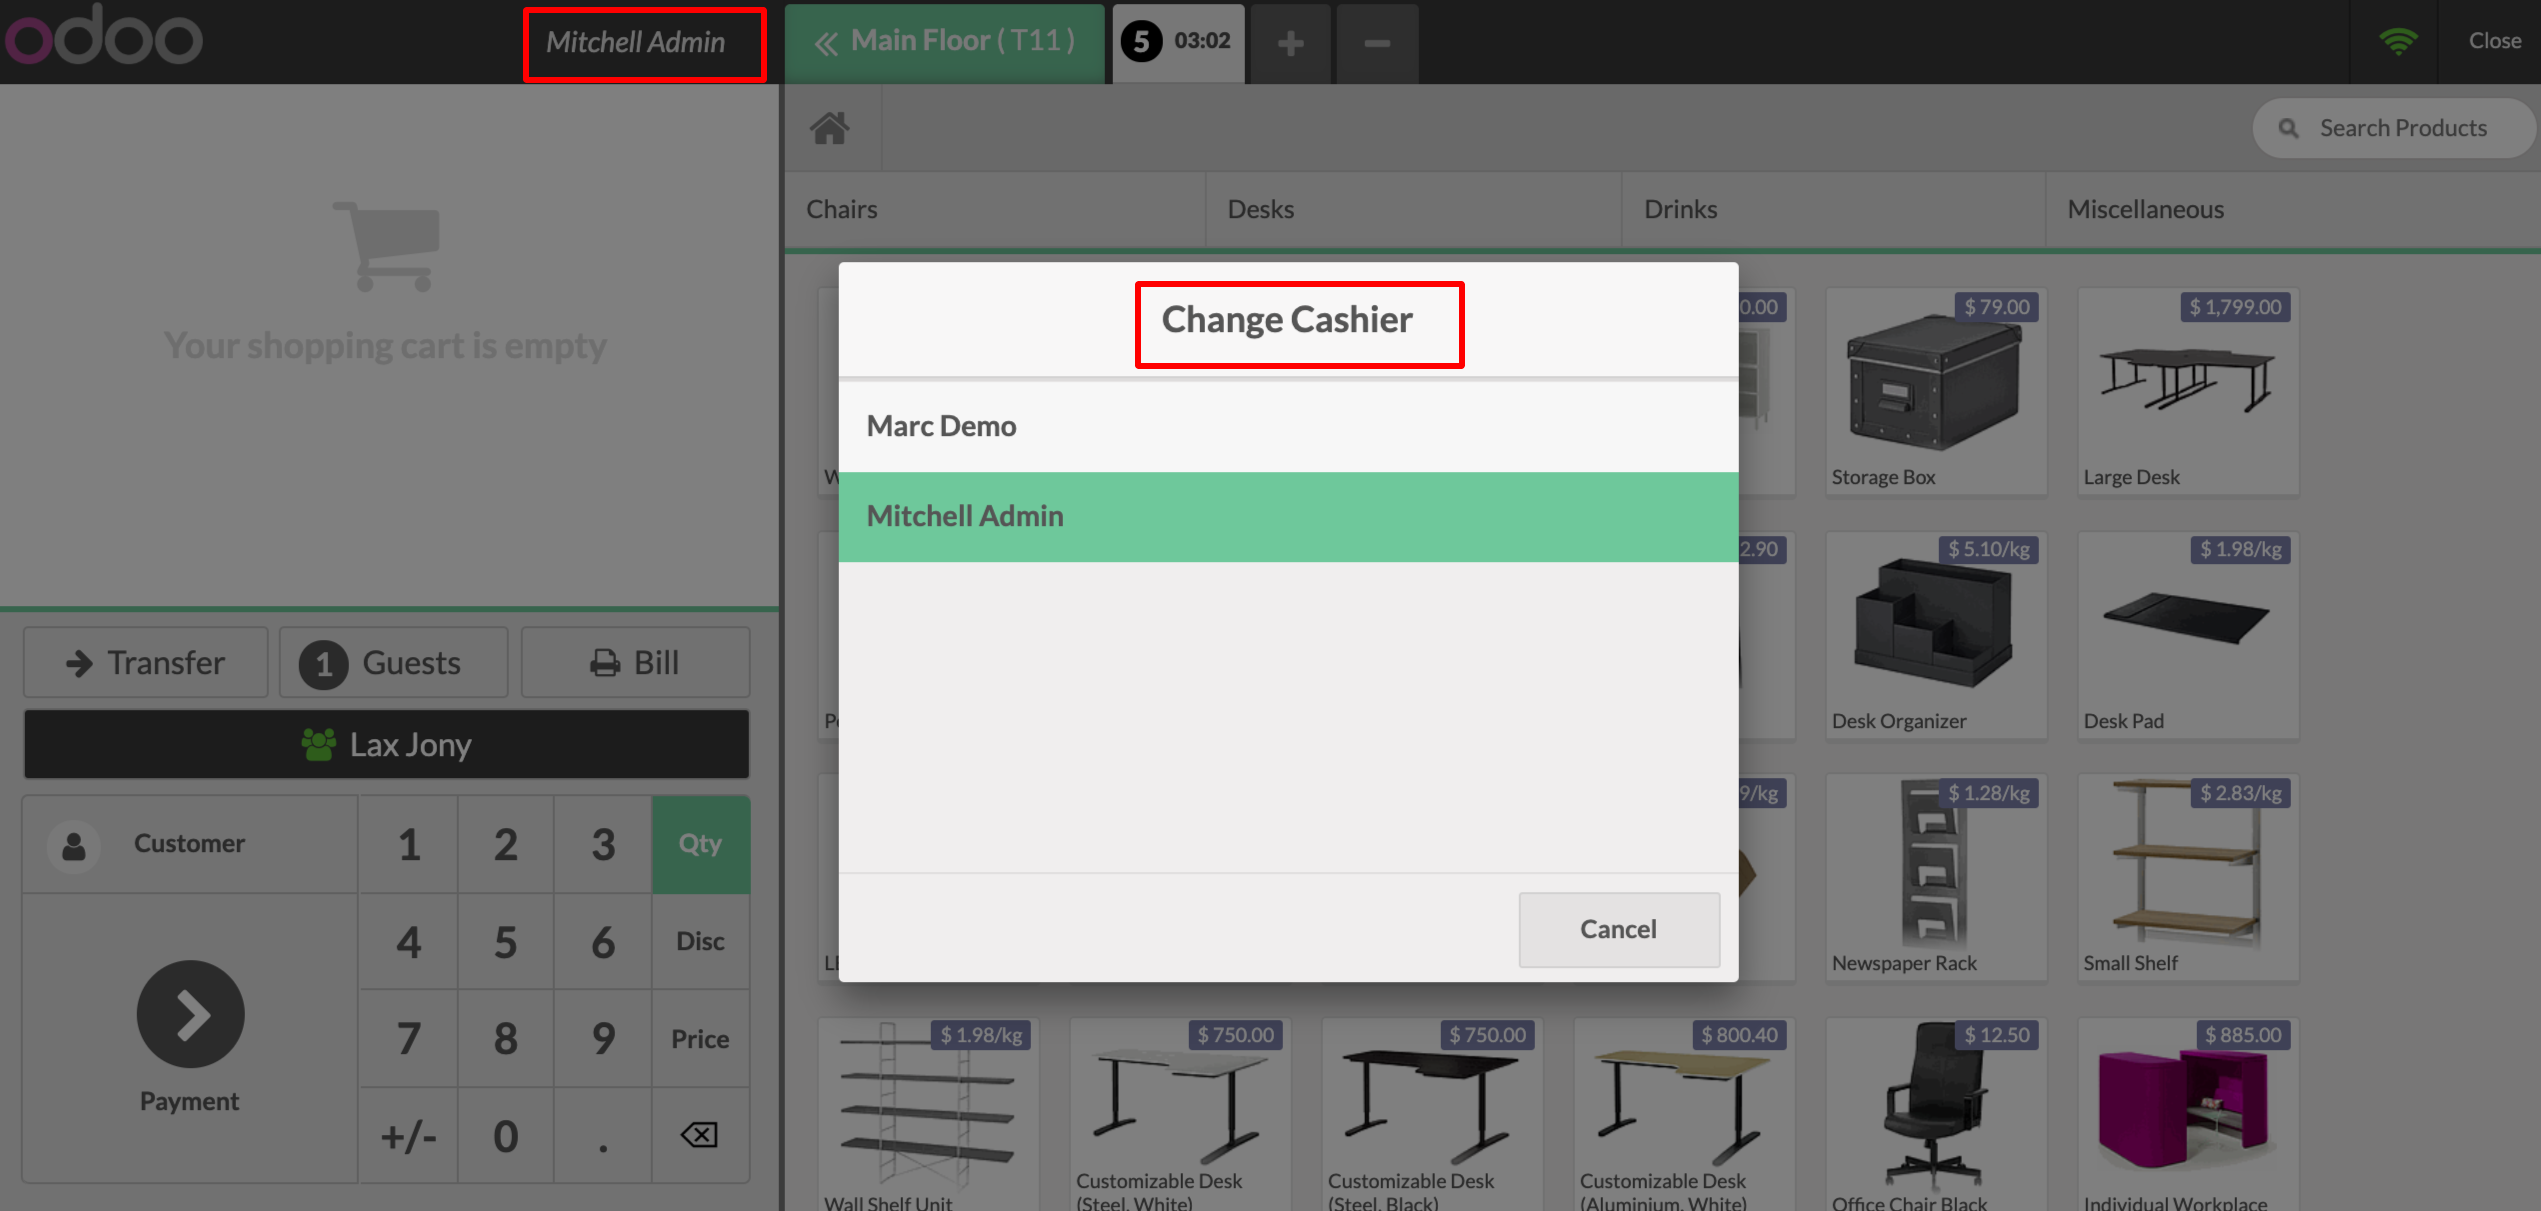 odoo
Mitchell Admin
Main Floor ( T11 )
5 03:02
+
-
Close
Search Products
Chairs
Desks
Drinks
Miscellaneous
Your shopping cart is empty
Change Cashier
Marc Demo
Mitchell Admin
Cancel
$ 79.00
Storage Box
$ 1,799.00
Large Desk
$ 5.10/kg
Desk Organizer
$ 1.98/kg
Desk Pad
$ 1.28/kg
Newspaper Rack
$ 2.83/kg
Small Shelf
0.00
2.90
9/kg
$ 1.98/kg
Wall Shelf Unit
$ 750.00
Customizable Desk
(Steel, White)
$ 750.00
Customizable Desk
(Steel, Black)
$ 800.40
Customizable Desk
(Aluminium, White)
$ 12.50
Office Chair Black
$ 885.00
Individual Workplace
Transfer
1 Guests
Bill
Lax Jony
Customer
Payment
1 2 3 Qty
4 5 6 Disc
7 8 9 Price
+/- 0 .